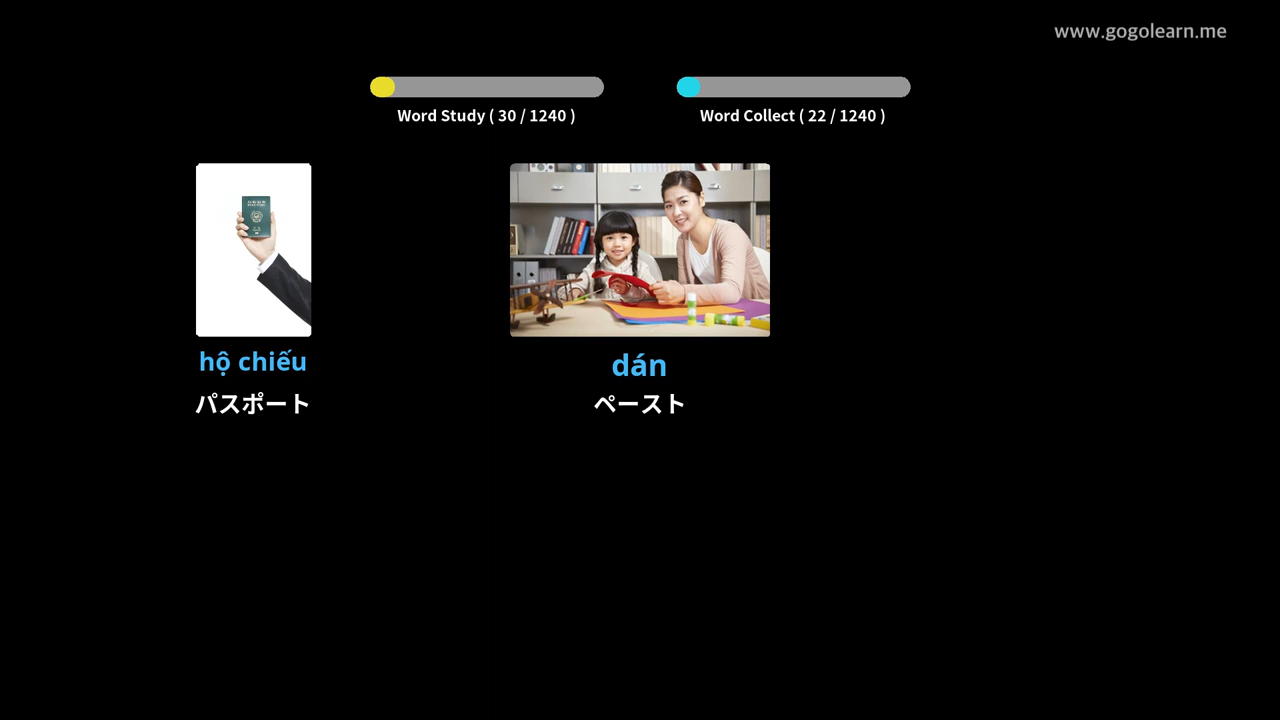 www.gogolearn.me
Word Study ( 30 / 1240 )
Word Collect ( 22 / 1240 )
hộ chiếu
パスポート
dán
ペースト